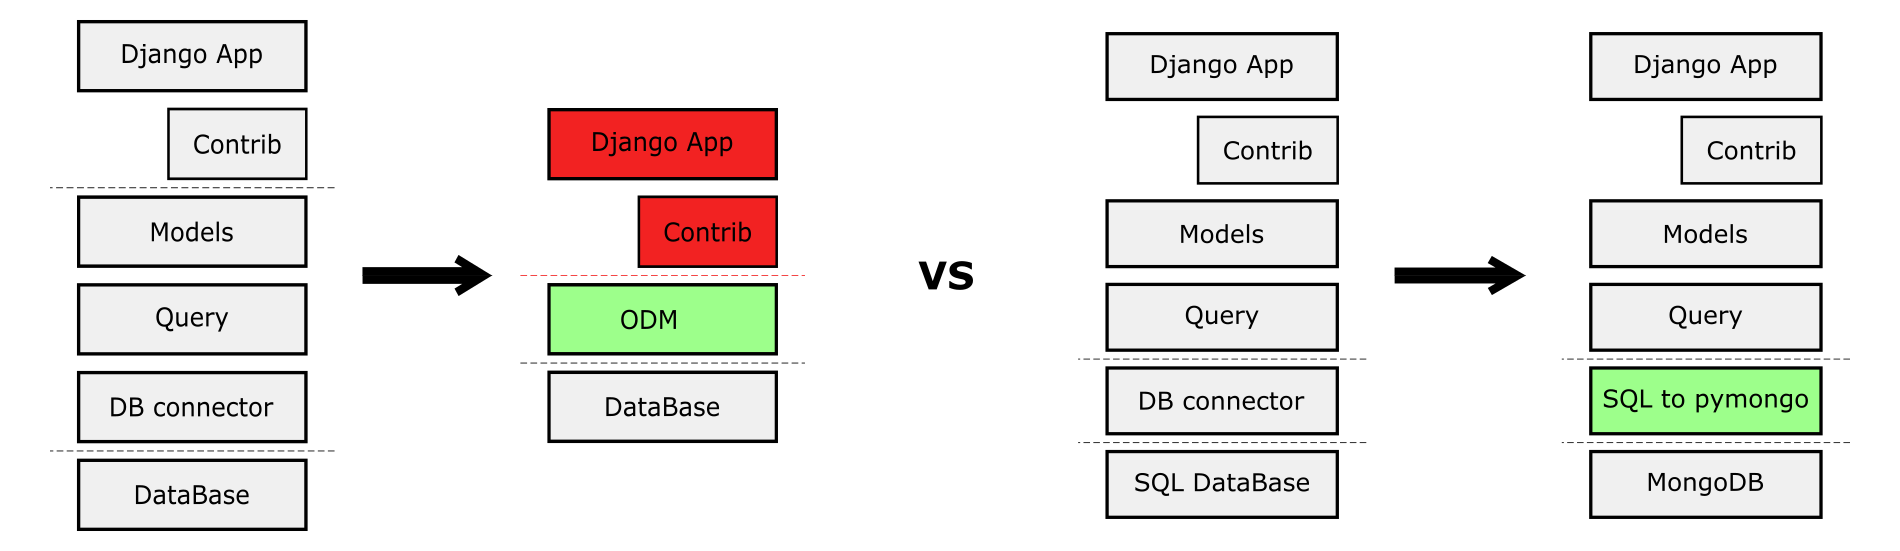 Django App
Contrib
Models
Query
DB connector
DataBase
Django App
Contrib
ODM
DataBase
VS
Django App
Contrib
Models
Query
DB connector
SQL DataBase
Django App
Contrib
Models
Query
SQL to pymongo
MongoDB